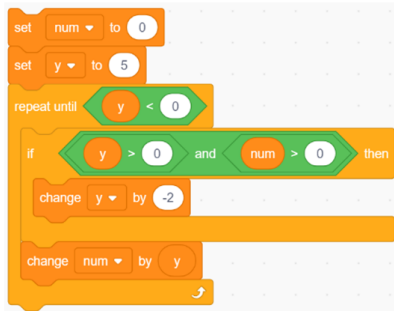 set num to 0
set y to 5
repeat until y < 0
if y > 0 and num > 0 then
change y by -2
change num by y